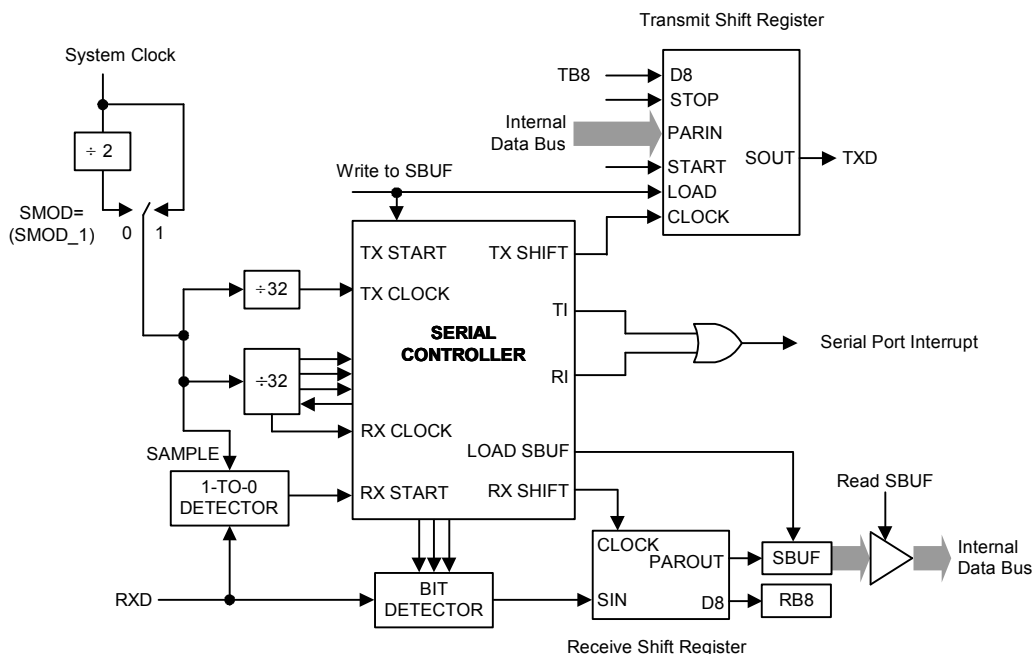 Transmit Shift Register
System Clock
TB8
D8
STOP
Internal
Data Bus
PARIN
÷ 2
START
SOUT
TXD
Write to SBUF
LOAD
CLOCK
SMOD=
(SMOD_1)
0
1
TX START
TX SHIFT
÷32
TX CLOCK
TI
SERIAL
CONTROLLER
Serial Port Interrupt
÷32
RI
RX CLOCK
SAMPLE
LOAD SBUF
1-TO-0
DETECTOR
RX START
RX SHIFT
Read SBUF
CLOCK
PAROUT
SBUF
Internal
Data Bus
RXD
BIT
DETECTOR
SIN
D8
RB8
Receive Shift Register